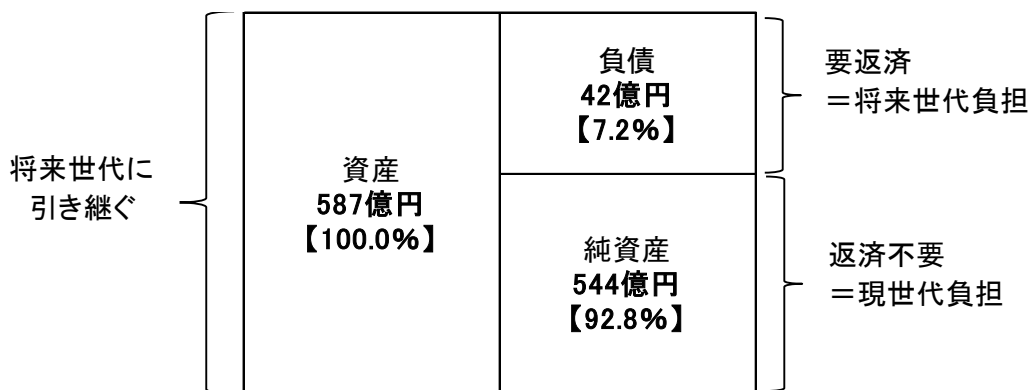 将来世代に
引き継ぐ
資産
587億円
【100.0%】
負債
42億円
【7.2%】
要返済
＝将来世代負担
純資産
544億円
【92.8%】
返済不要
＝現世代負担